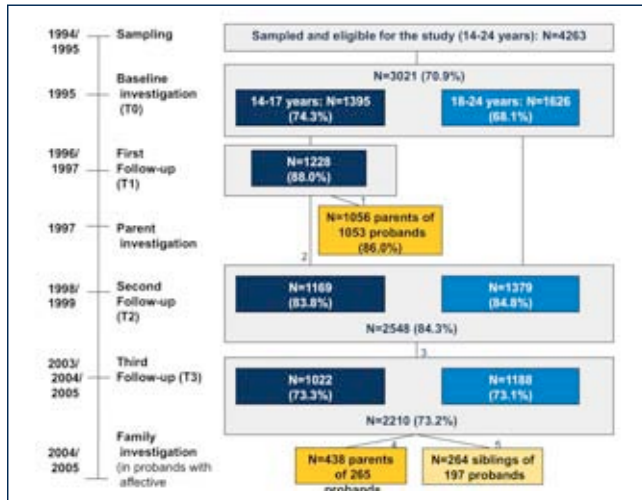 1994/
1995
Sampling
Sampled and eligible for the study (14-24 years): N=4263
N=3021 (70.9%)
1995
Baseline
investigation
(T0)
14-17 years: N=1395
(74.3%)
18-24 years: N=1626
(68.1%)
1996/
1997
First
Follow-up
(T1)
N=1228
(88.0%)
1
1997
Parent
investigation
N=1056 parents of
1053 probands
(86.0%)
2
1998/
1999
Second
Follow-up
(T2)
N=1169
(83.8%)
N=1379
(84.8%)
N=2548 (84.3%)
3
2003/
2004/
2005
Third
Follow-up (T3)
N=1022
(73.3%)
N=1188
(73.1%)
N=2210 (73.2%)
4
5
2004/
2005
Family
investigation
(in probands with
affective
N=438 parents
of 265
probands
N=264 siblings of
197 probands